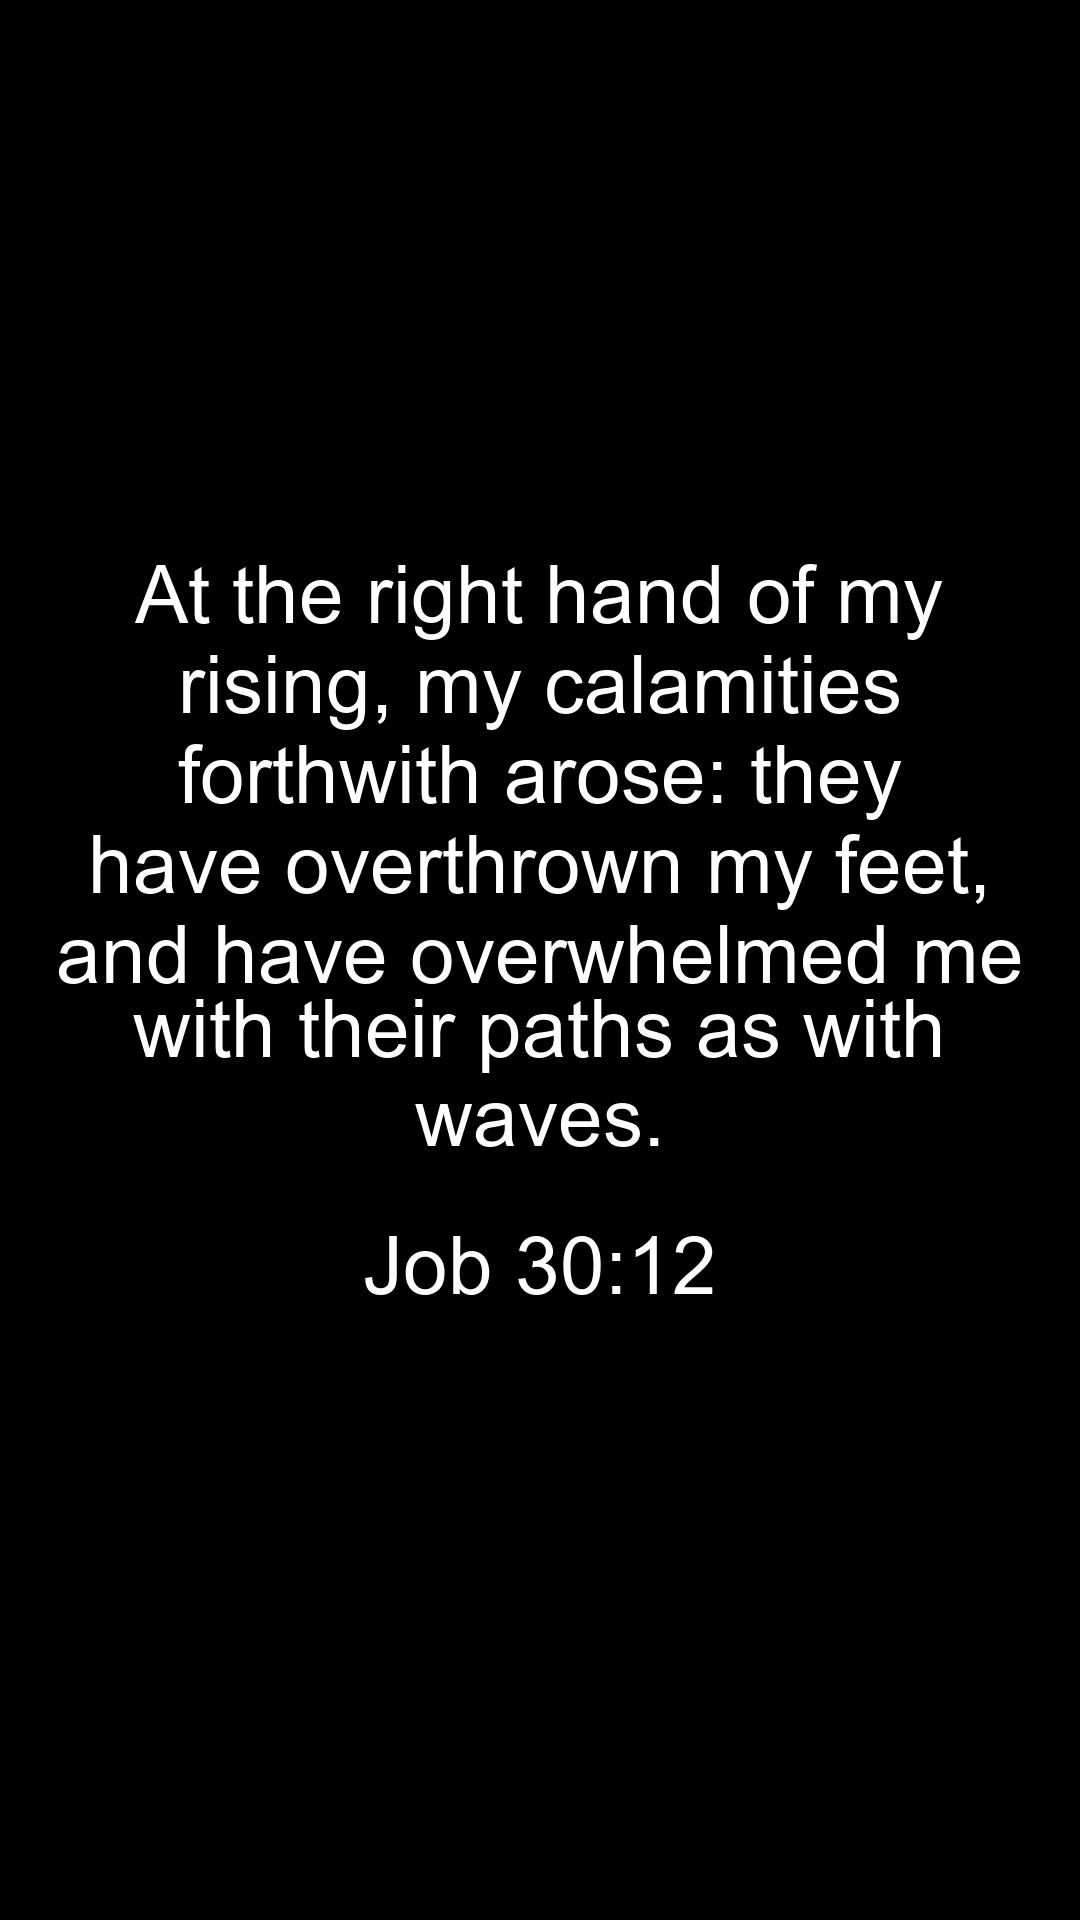 At the right hand of my
rising, my calamities
forthwith arose: they
have overthrown my feet,
and have overwhelmed me
with their paths as with
waves.
Job 30:12